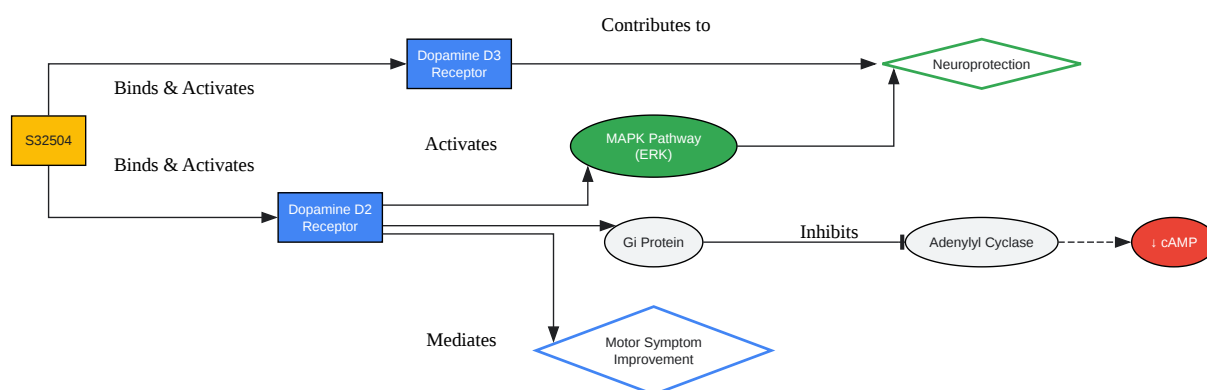 Contributes to
Dopamine D3
Receptor
Neuroprotection
Binds & Activates
S32504
MAPK Pathway
(ERK)
Activates
Binds & Activates
Dopamine D2
Receptor
Gi Protein
Inhibits
Adenylyl Cyclase
↓ cAMP
Mediates
Motor Symptom
Improvement